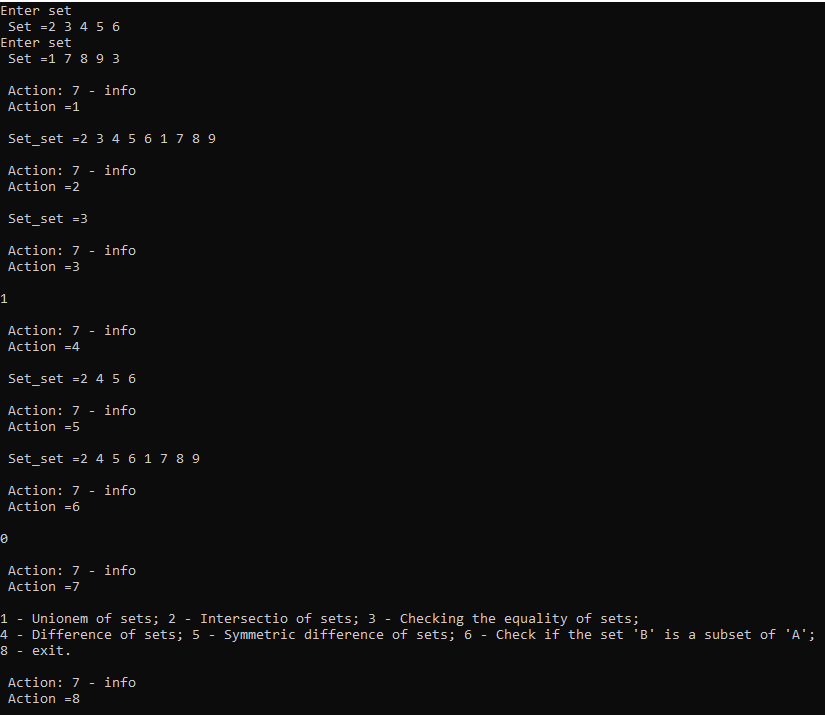 Enter set
Set =2 3 4 5 6
Enter set
Set =1 7 8 9 3
Action: 7 - info
Action =1
Set_set =2 3 4 5 6 1 7 8 9
Action: 7 - info
Action =2
Set_set =3
Action: 7 - info
Action =3
1
Action: 7 - info
Action =4
Set_set =2 4 5 6
Action: 7 - info
Action =5
Set_set =2 4 5 6 1 7 8 9
Action: 7 - info
Action =6
0
Action: 7 - info
Action =7
1 - Unionem of sets; 2 - Intersectio of sets; 3 - Checking the equality of sets;
4 - Difference of sets; 5 - Symmetric difference of sets; 6 - Check if the set 'B' is a subset of 'A';
8 - exit.
Action: 7 - info
Action =8